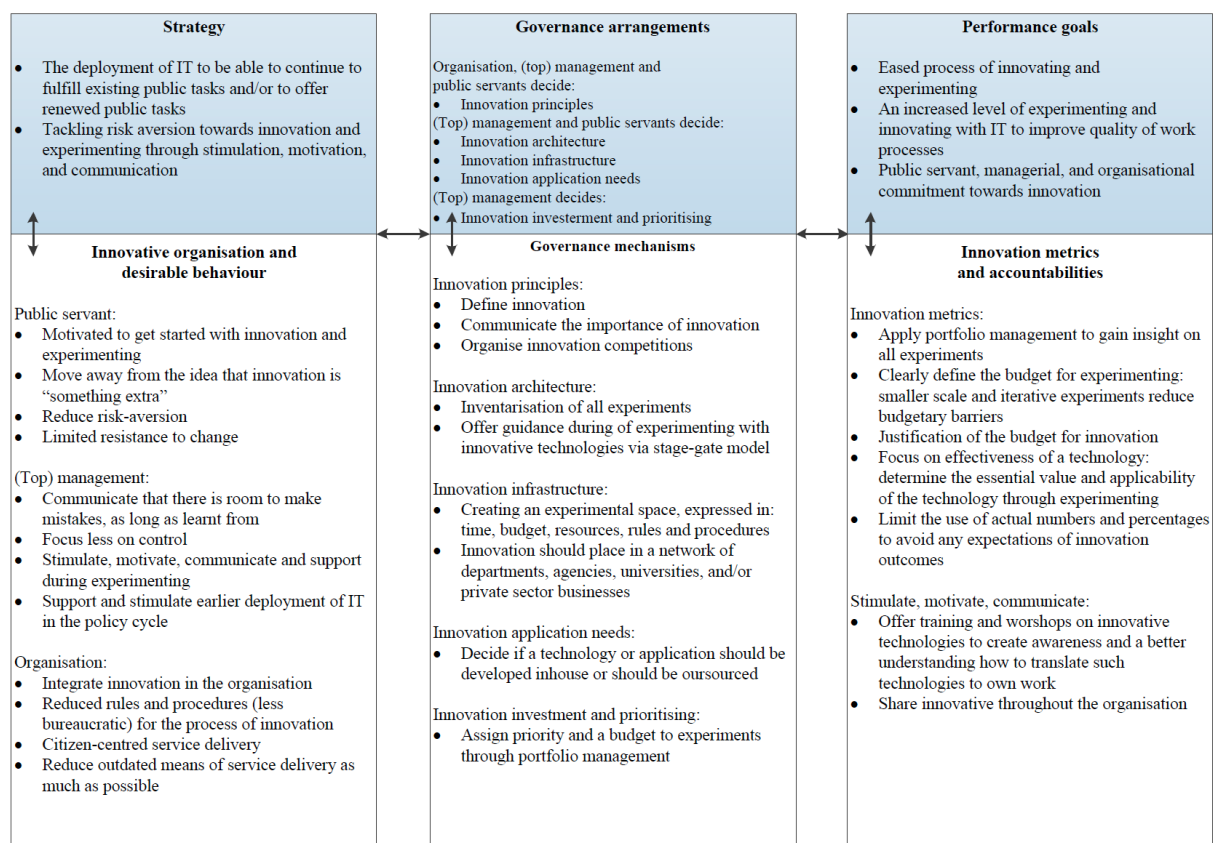 Strategy
• The deployment of IT to be able to continue to
fulfill existing public tasks and/or to offer
renewed public tasks
• Tackling risk aversion towards innovation and
experimenting through stimulation, motivation,
and communication
Innovative organisation and
desirable behaviour
Public servant:
• Motivated to get started with innovation and
experimenting
• Move away from the idea that innovation is
“something extra”
• Reduce risk-aversion
• Limited resistance to change
(Top) management:
• Communicate that there is room to make
mistakes, as long as learnt from
• Focus less on control
• Stimulate, motivate, communicate and support
during experimenting
• Support and stimulate earlier deployment of IT
in the policy cycle
Organisation:
• Integrate innovation in the organisation
• Reduced rules and procedures (less
bureaucratic) for the process of innovation
• Citizen-centred service delivery
• Reduce outdated means of service delivery as
much as possible
Governance arrangements
Organisation, (top) management and
public servants decide:
• Innovation principles
(Top) management and public servants decide:
• Innovation architecture
• Innovation infrastructure
• Innovation application needs
(Top) management decides:
• Innovation investerment and prioritising
Governance mechanisms
Innovation principles:
• Define innovation
• Communicate the importance of innovation
• Organise innovation competitions
Innovation architecture:
• Inventarisation of all experiments
• Offer guidance during of experimenting with
innovative technologies via stage-gate model
Innovation infrastructure:
• Creating an experimental space, expressed in:
time, budget, resources, rules and procedures
• Innovation should place in a network of
departments, agencies, universities, and/or
private sector businesses
Innovation application needs:
• Decide if a technology or application should be
developed inhouse or should be oursourced
Innovation investment and prioritising:
• Assign priority and a budget to experiments
through portfolio management
Performance goals
• Eased process of innovating and
experimenting
• An increased level of experimenting and
innovating with IT to improve quality of work
processes
• Public servant, managerial, and organisational
commitment towards innovation
Innovation metrics
and accountabilities
Innovation metrics:
• Apply portfolio management to gain insight on
all experiments
• Clearly define the budget for experimenting:
smaller scale and iterative experiments reduce
budgetary barriers
• Justification of the budget for innovation
• Focus on effectiveness of a technology:
determine the essential value and applicability
of the technology through experimenting
• Limit the use of actual numbers and percentages
to avoid any expectations of innovation
outcomes
Stimulate, motivate, communicate:
• Offer training and worshops on innovative
technologies to create awareness and a better
understanding how to translate such
technologies to own work
• Share innovative throughout the organisation